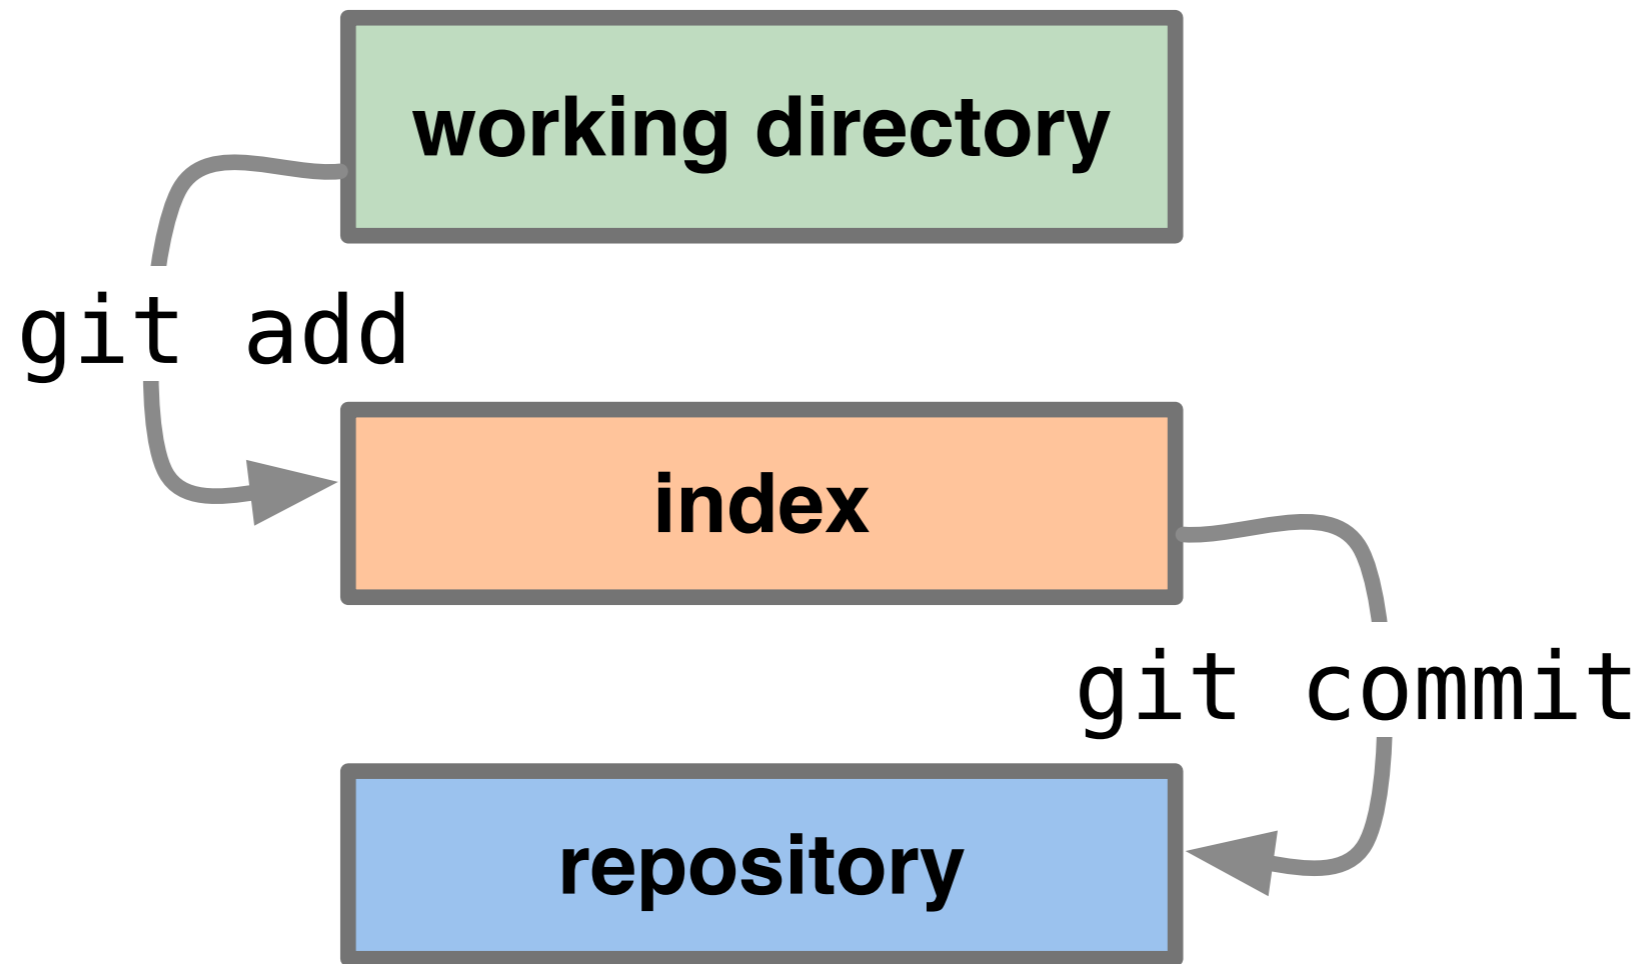 working directory
git add
index
git commit
repository